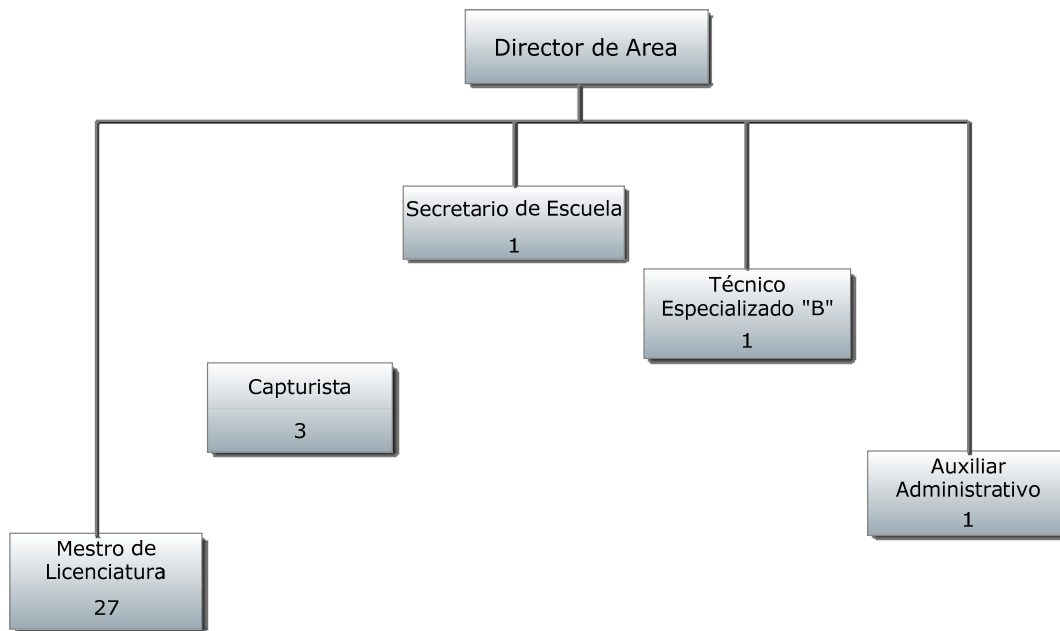 Director de Area
Secretario de Escuela
1
Técnico
Especializado "B"
1
Capturista
3
Auxiliar
Administrativo
1
Mestro de
Licenciatura
27